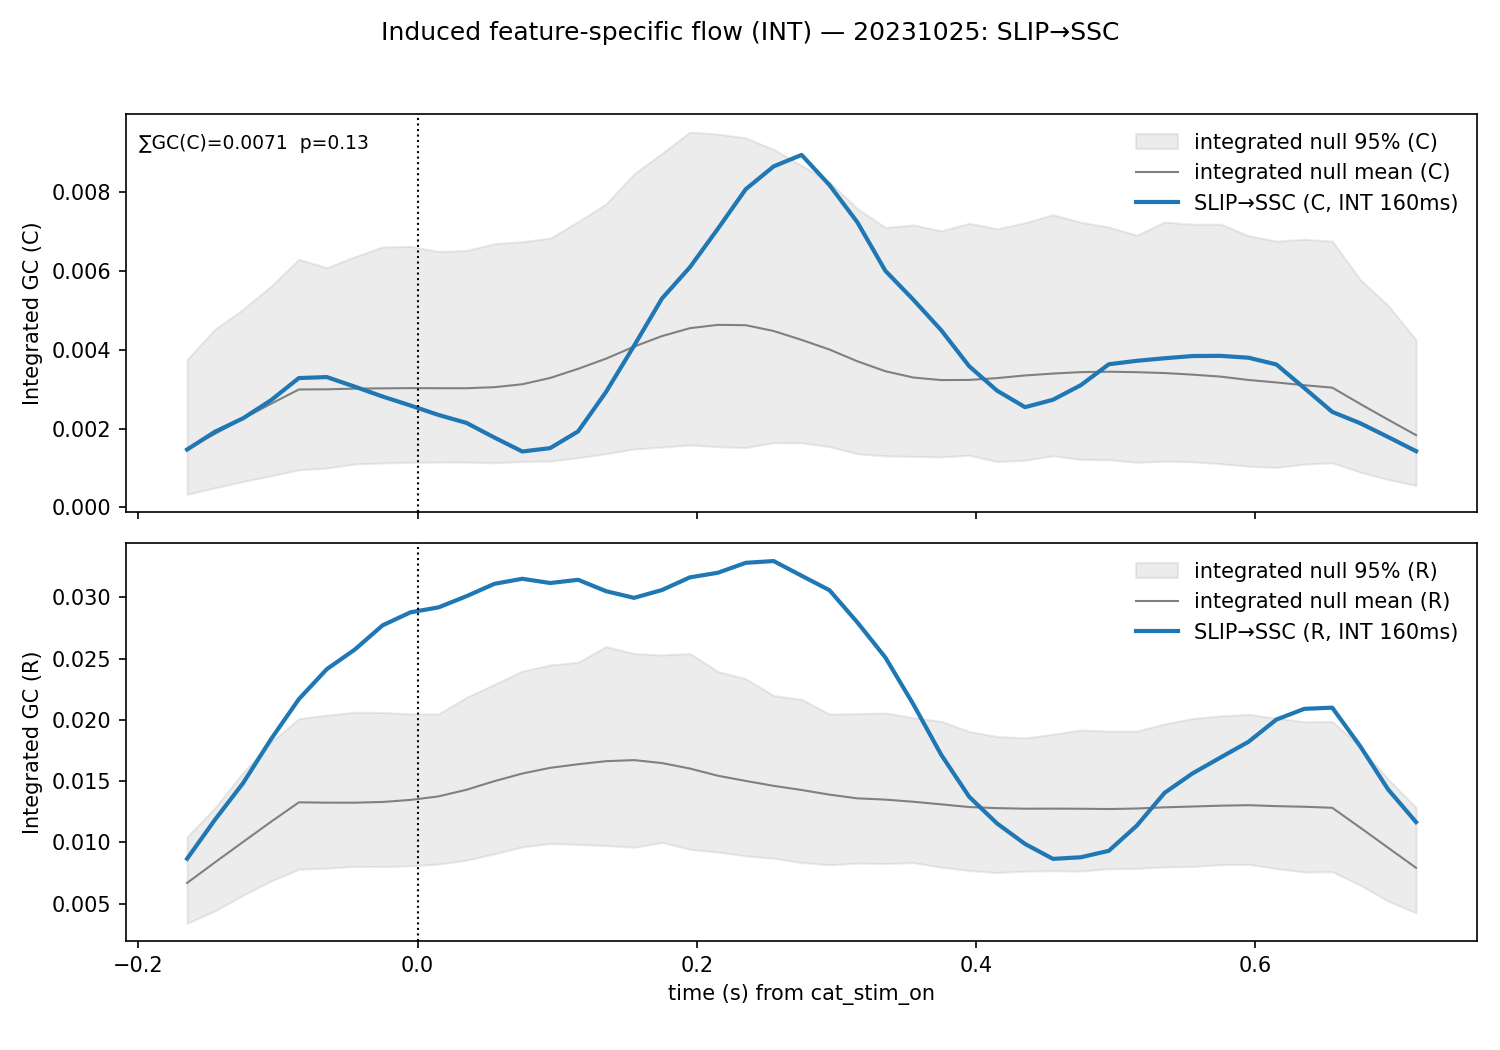 Induced feature-specific flow (INT) — 20231025: SLIP→SSC
∑GC(C)=0.0071  p=0.13
integrated null 95% (C)
integrated null mean (C)
SLIP→SSC (C, INT 160ms)
Integrated GC (C)
0.008
0.006
0.004
0.002
0.000
integrated null 95% (R)
integrated null mean (R)
SLIP→SSC (R, INT 160ms)
Integrated GC (R)
0.030
0.025
0.020
0.015
0.010
0.005
−0.2 0.0 0.2 0.4 0.6
time (s) from cat_stim_on